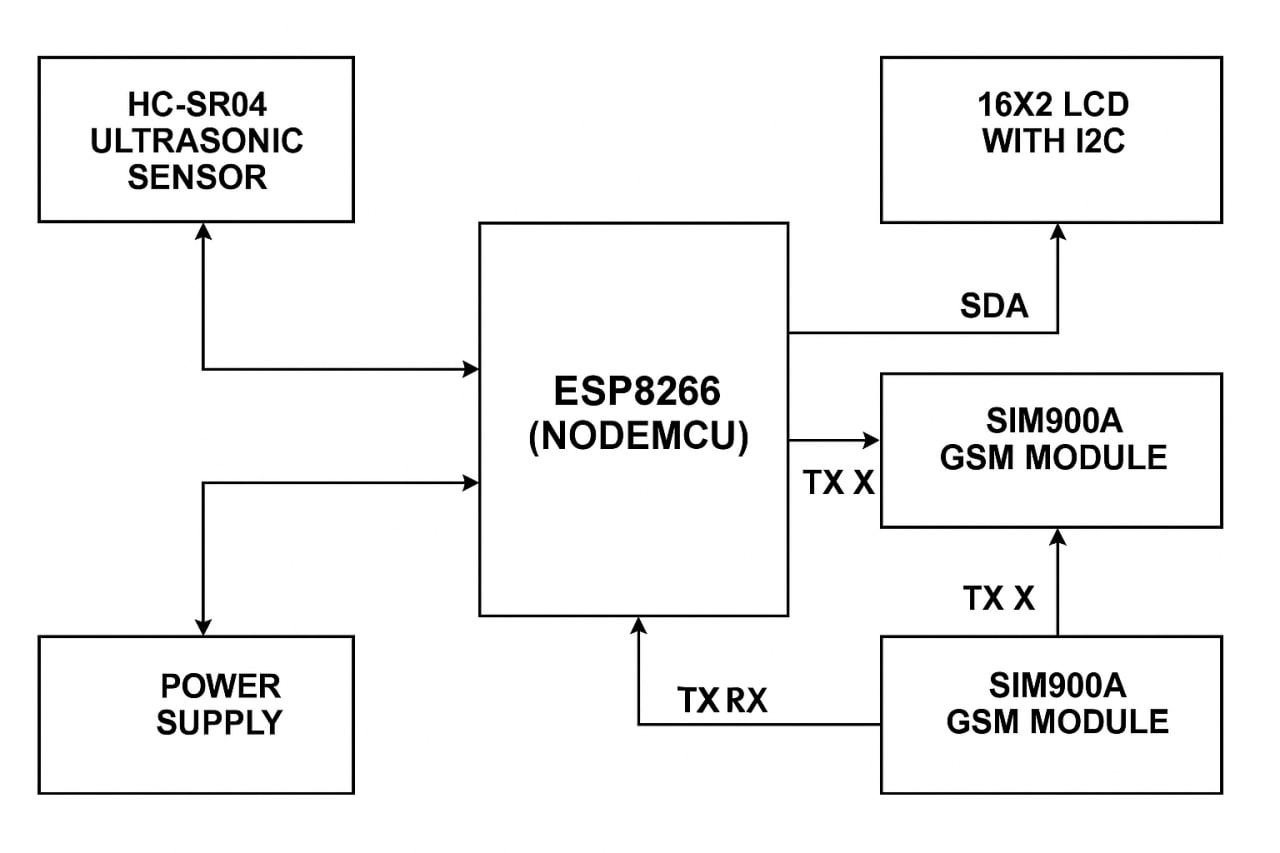 HC-SR04
ULTRASONIC
SENSOR
16X2 LCD
WITH I2C
SDA
ESP8266
(NODEMCU)
SIM900A
GSM MODULE
TX X
TX X
POWER
SUPPLY
TX RX
SIM900A
GSM MODULE